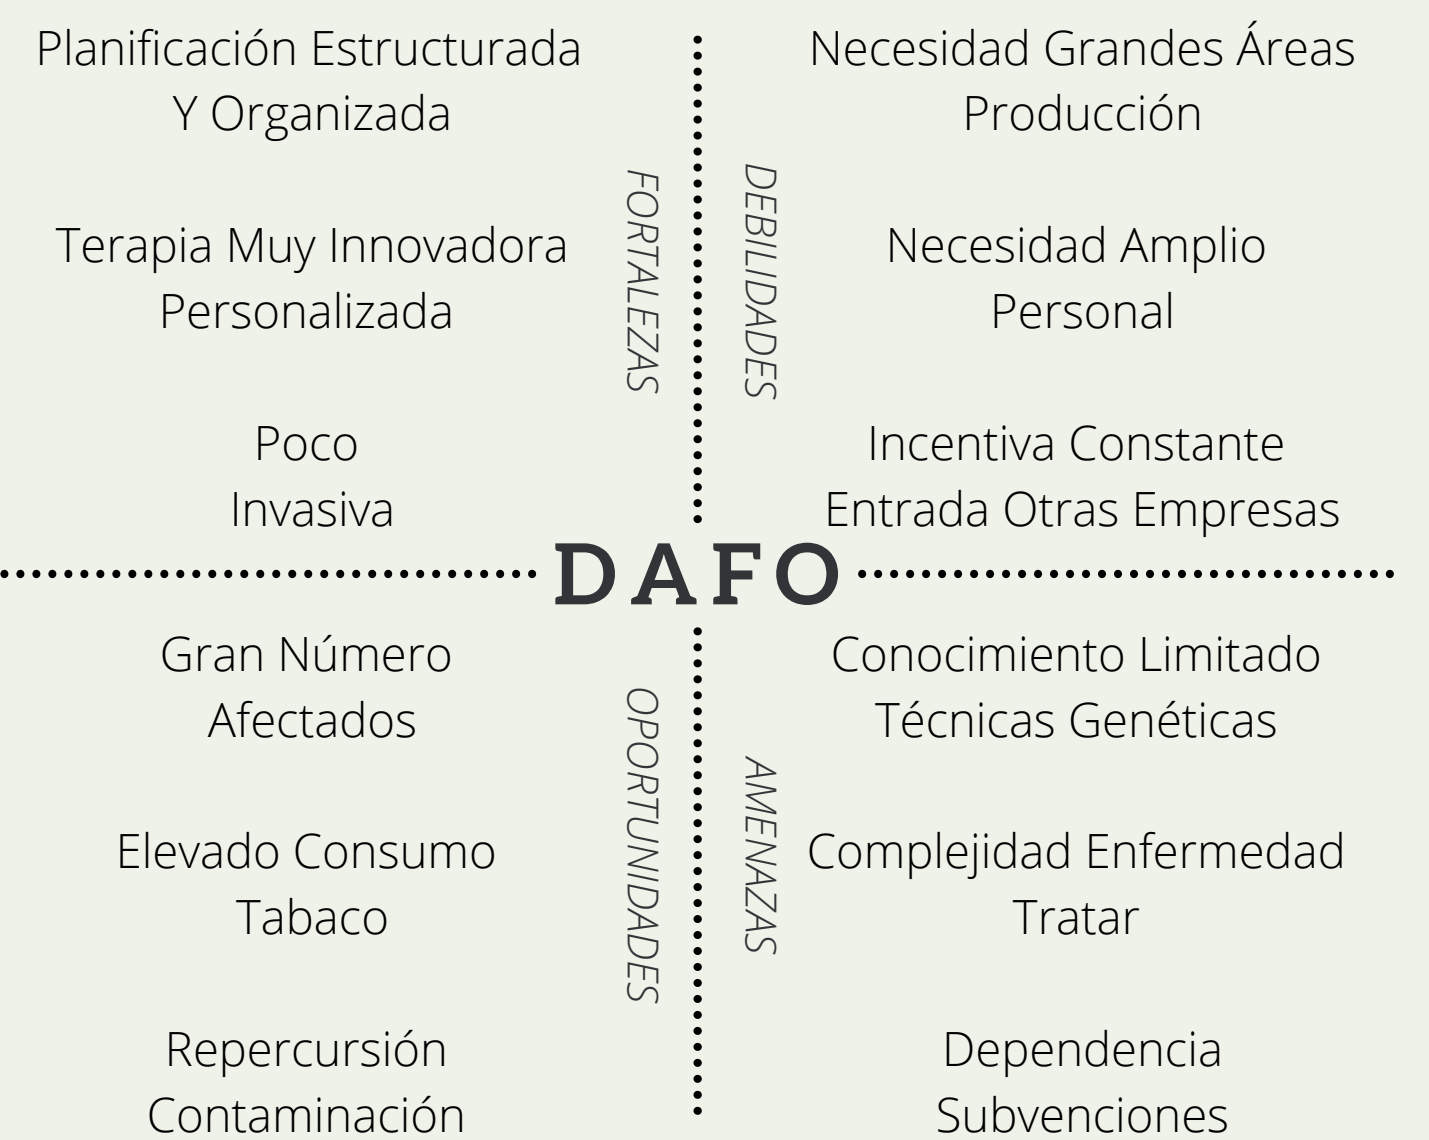 Planificación Estructurada
Y Organizada
Terapia Muy Innovadora
Personalizada
Poco
Invasiva
FORTALEZAS
DEBILIDADES
Necesidad Grandes Áreas
Producción
Necesidad Amplio
Personal
Incentiva Constante
Entrada Otras Empresas
DAFO
Gran Número
Afectados
Elevado Consumo
Tabaco
Repercursión
Contaminación
OPORTUNIDADES
AMENAZAS
Conocimiento Limitado
Técnicas Genéticas
Complejidad Enfermedad
Tratar
Dependencia
Subvenciones